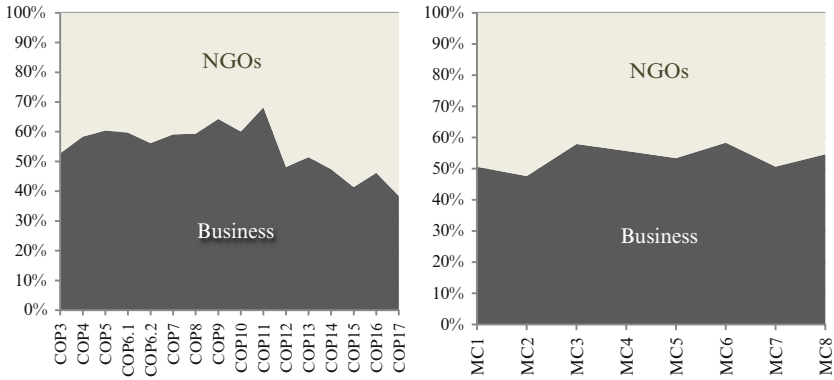 100%
90%
80%
70%
60%
50%
40%
30%
20%
10%
0%
NGOs
Business
COP3
COP4
COP5
COP6.1
COP6.2
COP7
COP8
COP9
COP10
COP11
COP12
COP13
COP14
COP15
COP16
COP17
100%
90%
80%
70%
60%
50%
40%
30%
20%
10%
0%
NGOs
Business
MC1
MC2
MC3
MC4
MC5
MC6
MC7
MC8